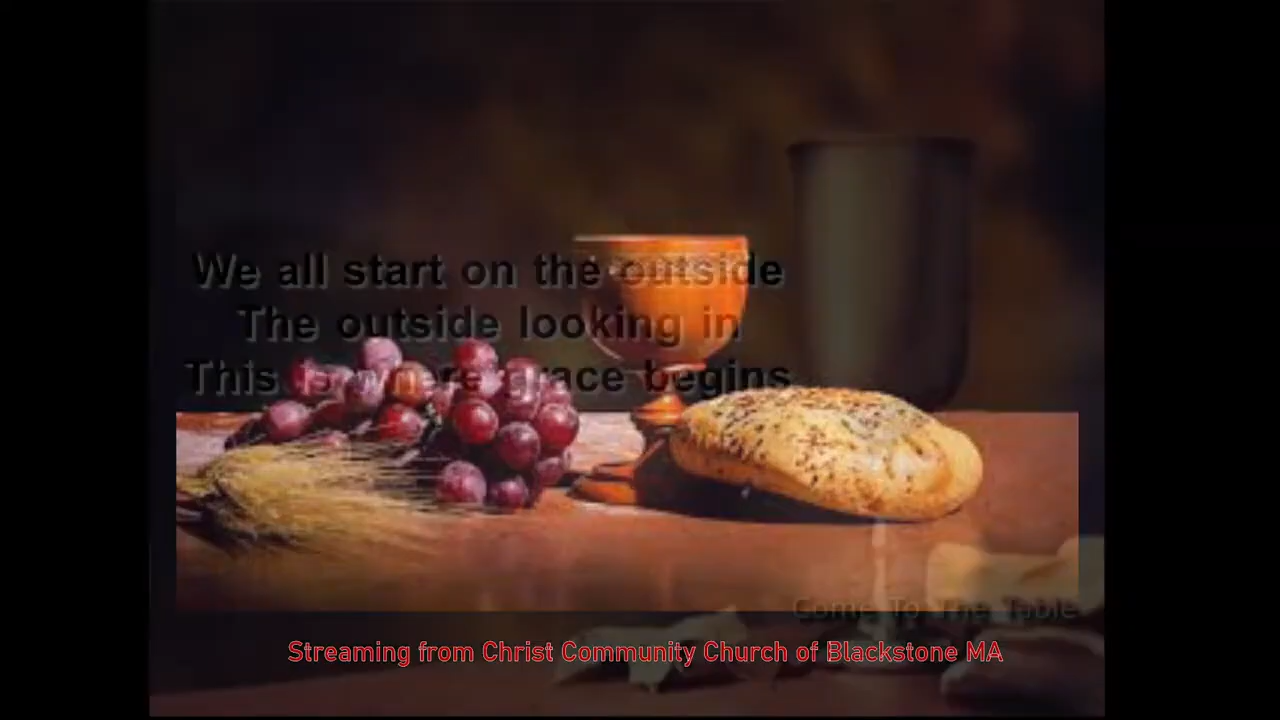 We all start on the outside
The outside looking in
This is where grace begins
Come To The Table
Streaming from Christ Community Church of Blackstone MA